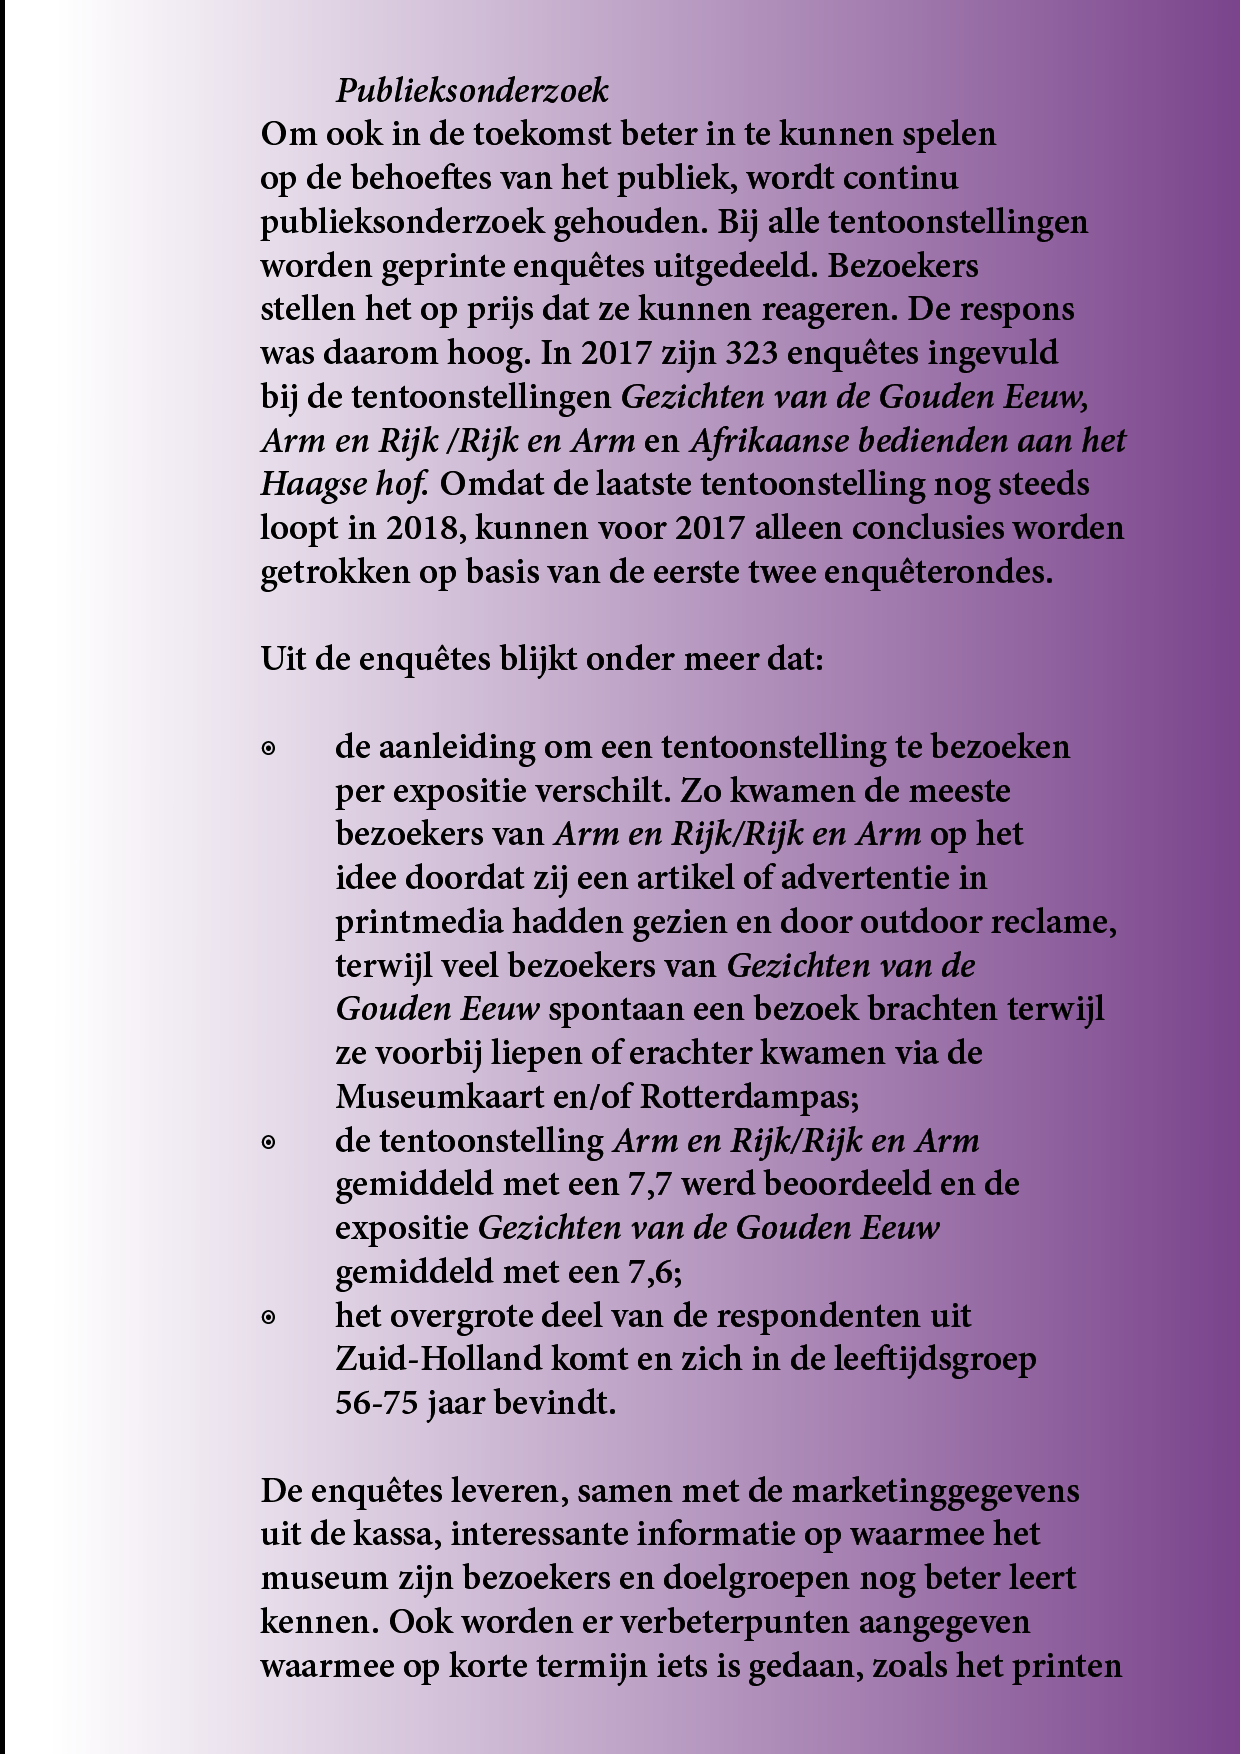 Publieksonderzoek
Om ook in de toekomst beter in te kunnen spelen
op de behoeftes van het publiek, wordt continu
publieksonderzoek gehouden. Bij alle tentoonstellingen
worden geprinte enquêtes uitgedeeld. Bezoekers
stellen het op prijs dat ze kunnen reageren. De respons
was daarom hoog. In 2017 zijn 323 enquêtes ingevuld
bij de tentoonstellingen Gezichten van de Gouden Eeuw,
Arm en Rijk /Rijk en Arm en Afrikaanse bedienden aan het
Haagse hof. Omdat de laatste tentoonstelling nog steeds
loopt in 2018, kunnen voor 2017 alleen conclusies worden
getrokken op basis van de eerste twee enquêterondes.
Uit de enquêtes blijkt onder meer dat:
⊙ de aanleiding om een tentoonstelling te bezoeken
per expositie verschilt. Zo kwamen de meeste
bezoekers van Arm en Rijk/Rijk en Arm op het
idee doordat zij een artikel of advertentie in
printmedia hadden gezien en door outdoor reclame,
terwijl veel bezoekers van Gezichten van de
Gouden Eeuw spontaan een bezoek brachten terwijl
ze voorbij liepen of erachter kwamen via de
Museumkaart en/of Rotterdampas;
⊙ de tentoonstelling Arm en Rijk/Rijk en Arm
gemiddeld met een 7,7 werd beoordeeld en de
expositie Gezichten van de Gouden Eeuw
gemiddeld met een 7,6;
⊙ het overgrote deel van de respondenten uit
Zuid-Holland komt en zich in de leeftijdsgroep
56-75 jaar bevindt.
De enquêtes leveren, samen met de marketinggegevens
uit de kassa, interessante informatie op waarmee het
museum zijn bezoekers en doelgroepen nog beter leert
kennen. Ook worden er verbeterpunten aangegeven
waarmee op korte termijn iets is gedaan, zoals het printen